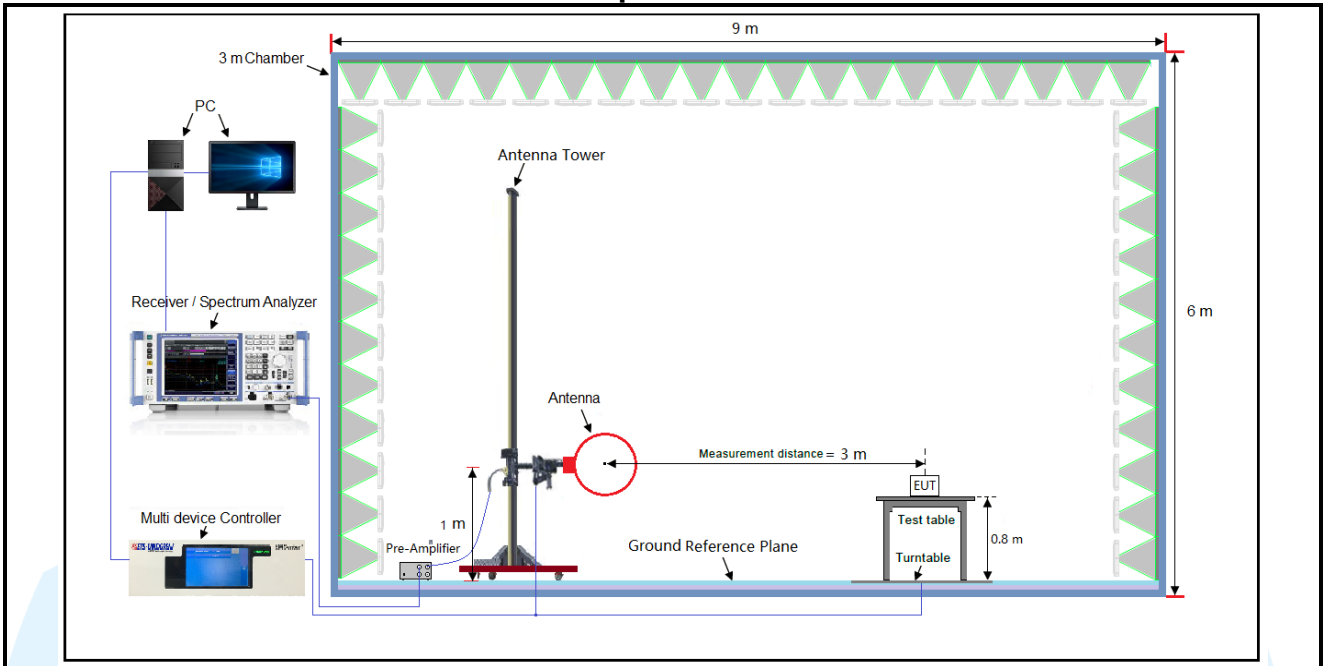 9 m
3 m Chamber
PC
Antenna Tower
Receiver / Spectrum Analyzer
6 m
Antenna
Measurement distance = 3 m
EUT
Multi device Controller
1 m
Test table
Pre-Amplifier
Ground Reference Plane
0.8 m
Turntable